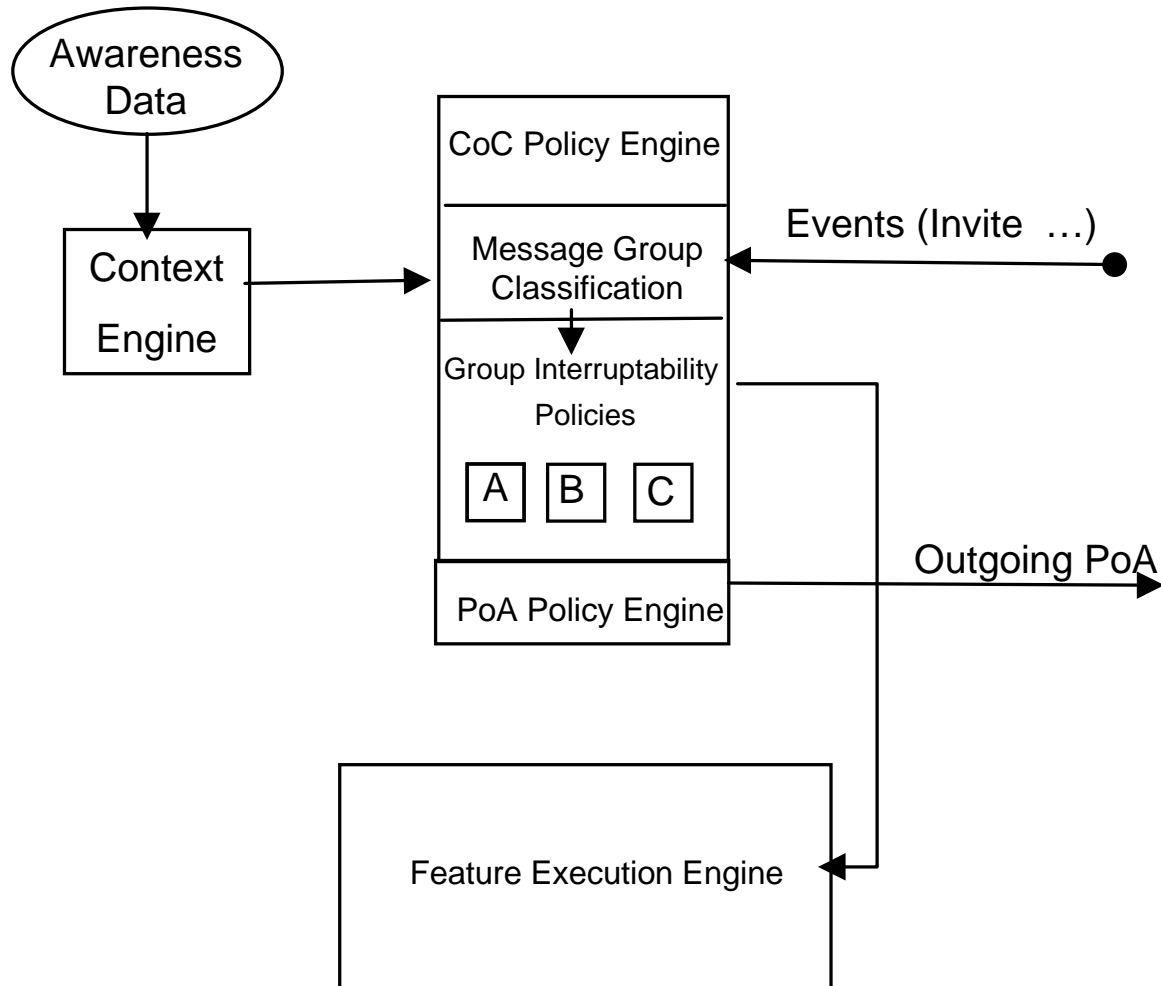 Awareness
Data
CoC Policy Engine
Events (Invite …)
Message Group
Classification
Context
Engine
Group Interruptability
Policies
A B C
Outgoing PoA
PoA Policy Engine
Feature Execution Engine